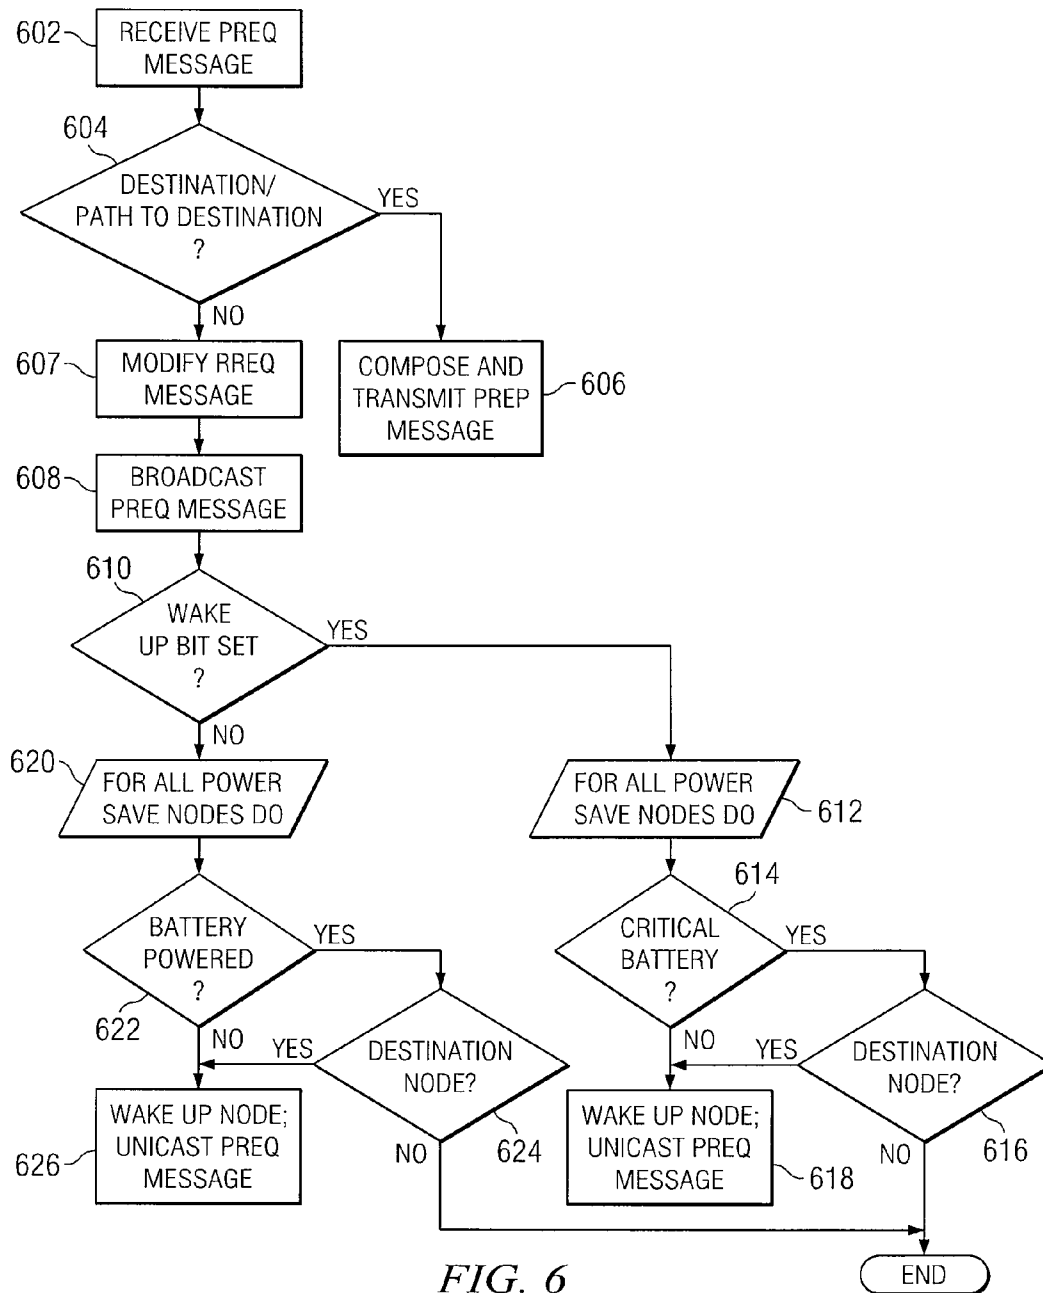 602
RECEIVE PREQ
MESSAGE
604
DESTINATION/
PATH TO DESTINATION
?
YES
NO
607
MODIFY RREQ
MESSAGE
COMPOSE AND
TRANSMIT PREP
MESSAGE
606
608
BROADCAST
PREQ MESSAGE
610
WAKE
UP BIT SET
?
YES
NO
620
FOR ALL POWER
SAVE NODES DO
FOR ALL POWER
SAVE NODES DO
612
BATTERY
POWERED
?
YES
622
NO
614
CRITICAL
BATTERY
?
YES
NO
YES
DESTINATION
NODE?
624
NO
YES
DESTINATION
NODE?
616
NO
626
WAKE UP NODE;
UNICAST PREQ
MESSAGE
WAKE UP NODE;
UNICAST PREQ
MESSAGE
618
END
FIG. 6